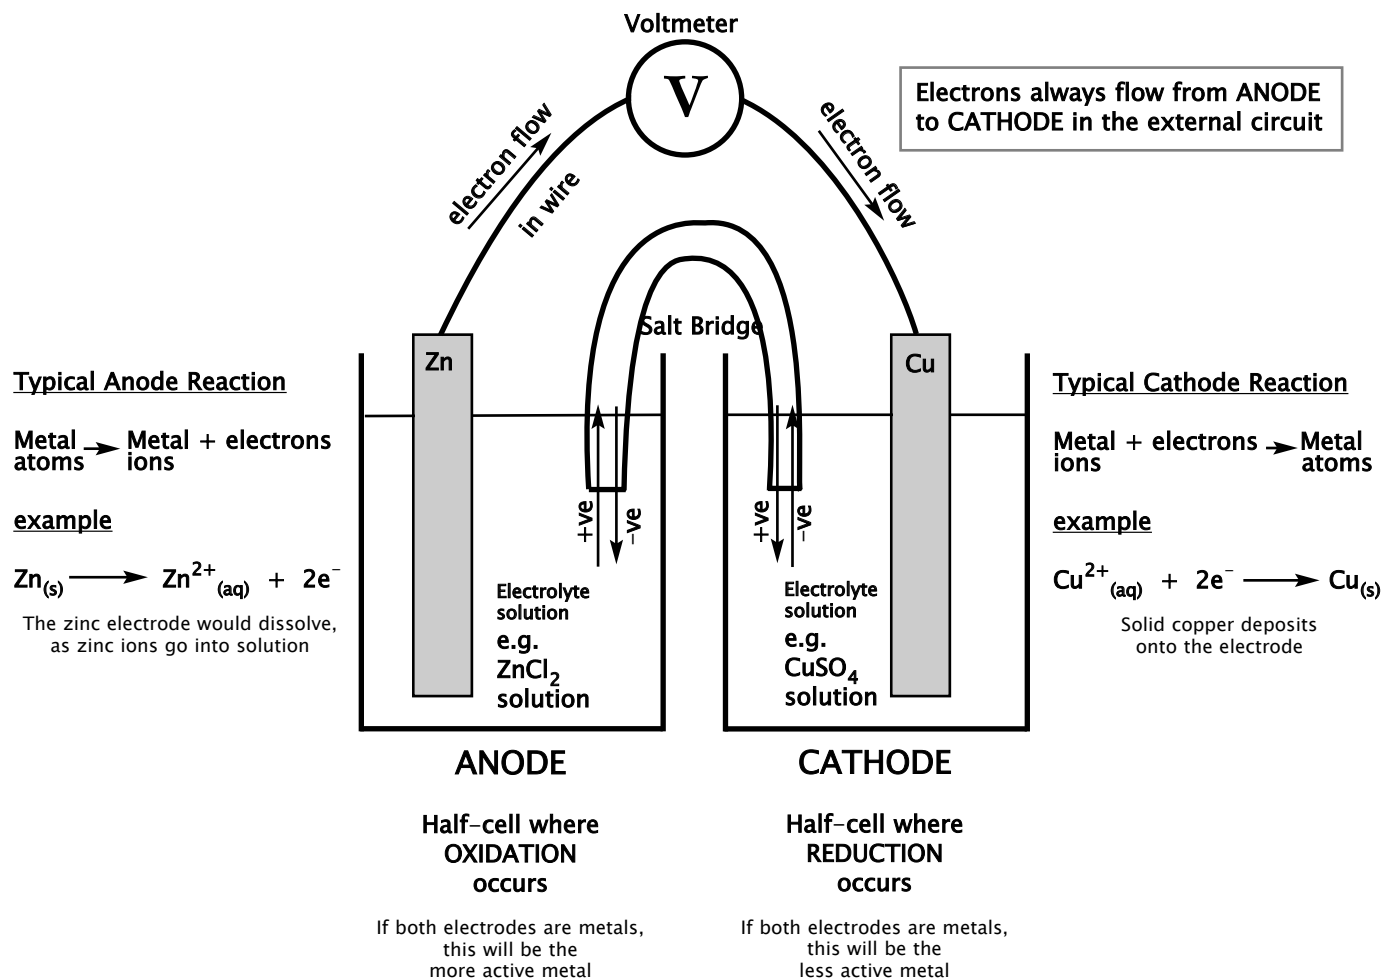 Voltmeter
V
Electrons always flow from ANODE
to CATHODE in the external circuit
electron flow
in wire
electron flow
Salt Bridge
Zn
Cu
Typical Anode Reaction
Metal atoms → Metal ions + electrons
example
Zn(s) → Zn²⁺(aq) + 2e⁻
The zinc electrode would dissolve,
as zinc ions go into solution
+ve
−ve
Electrolyte
solution
e.g.
ZnCl₂
solution
+ve
−ve
Electrolyte
solution
e.g.
CuSO₄
solution
Typical Cathode Reaction
Metal ions + electrons → Metal atoms
example
Cu²⁺(aq) + 2e⁻ → Cu(s)
Solid copper deposits
onto the electrode
ANODE
Half−cell where
OXIDATION
occurs
If both electrodes are metals,
this will be the
more active metal
CATHODE
Half−cell where
REDUCTION
occurs
If both electrodes are metals,
this will be the
less active metal